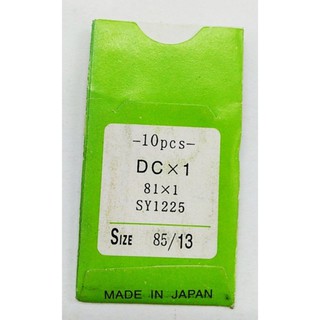 -10pcs-
DC×1
81×1
SY1225
SIZE 85/13
MADE IN JAPAN